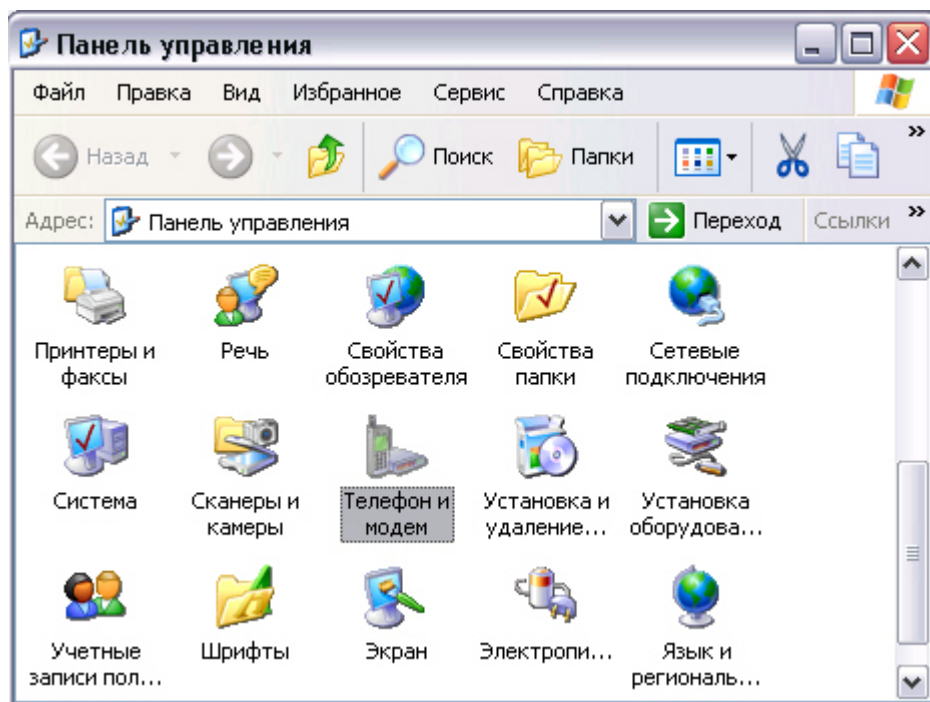 Панель управления
Файл Правка Вид Избранное Сервис Справка
Назад Поиск Папки »
Адрес: Панель управления Переход Ссылки »
Принтеры и факсы Речь Свойства обозревателя Свойства папки Сетевые подключения
Система Сканеры и камеры Телефон и модем Установка и удаление... Установка оборудова...
Учетные записи пол... Шрифты Экран Электропи... Язык и региональ...